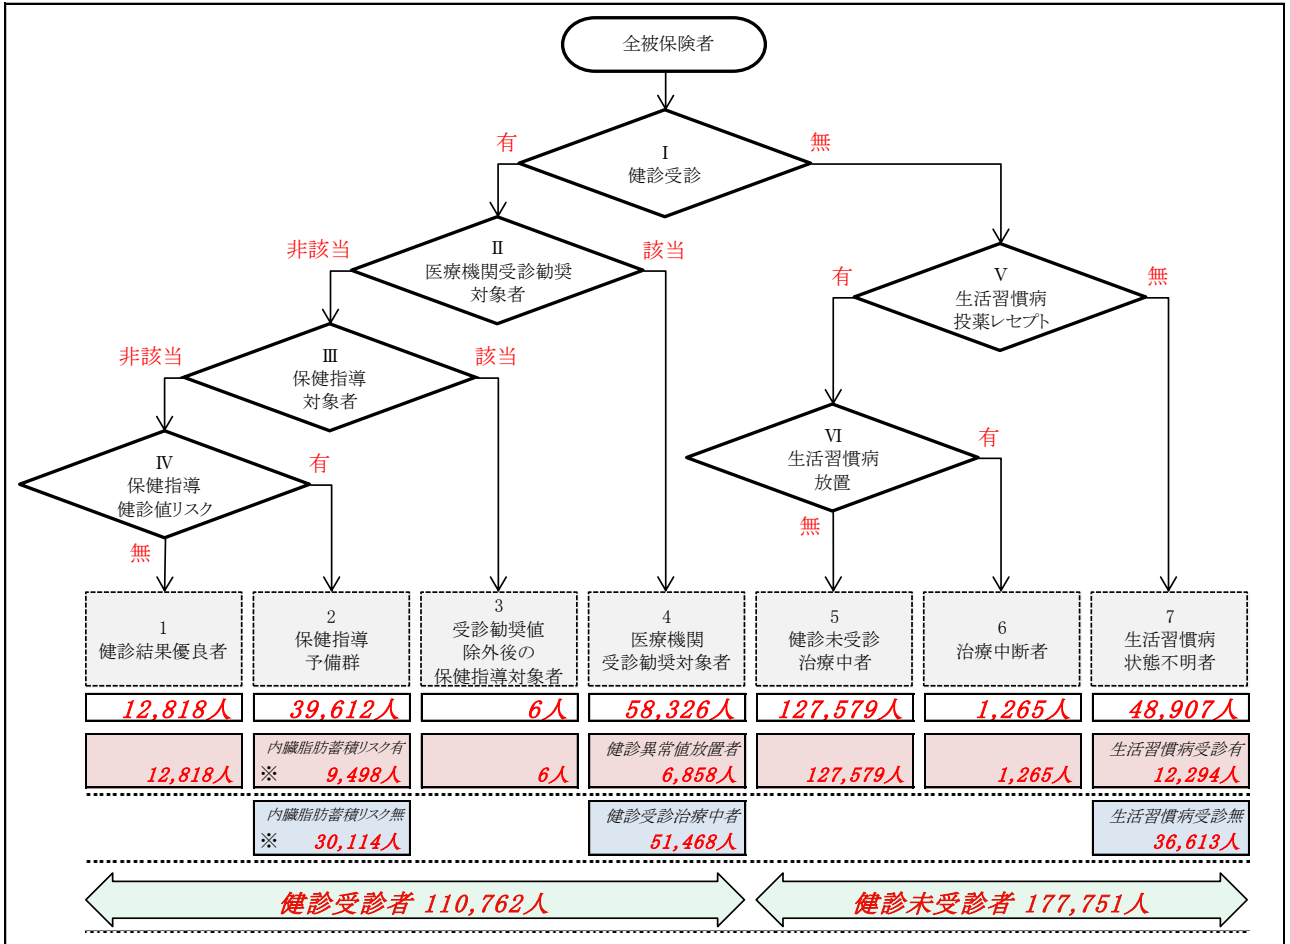 全被保険者
有
無
Ⅰ
健診受診
非該当
該当
Ⅱ
医療機関受診勧奨
対象者
有
無
Ⅴ
生活習慣病
投薬レセプト
非該当
該当
Ⅲ
保健指導
対象者
有
Ⅵ
生活習慣病
放置
無
有
Ⅳ
保健指導
健診値リスク
無
1
健診結果優良者
2
保健指導
予備群
3
受診勧奨値
除外後の
保健指導対象者
4
医療機関
受診勧奨対象者
5
健診未受診
治療中者
6
治療中断者
7
生活習慣病
状態不明者
12,818人
39,612人
6人
58,326人
127,579人
1,265人
48,907人
12,818人
内臓脂肪蓄積リスク有
※ 9,498人
6人
健診異常値放置者
6,858人
127,579人
1,265人
生活習慣病受診有
12,294人
内臓脂肪蓄積リスク無
※ 30,114人
健診受診治療中者
51,468人
生活習慣病受診無
36,613人
健診受診者 110,762人
健診未受診者 177,751人